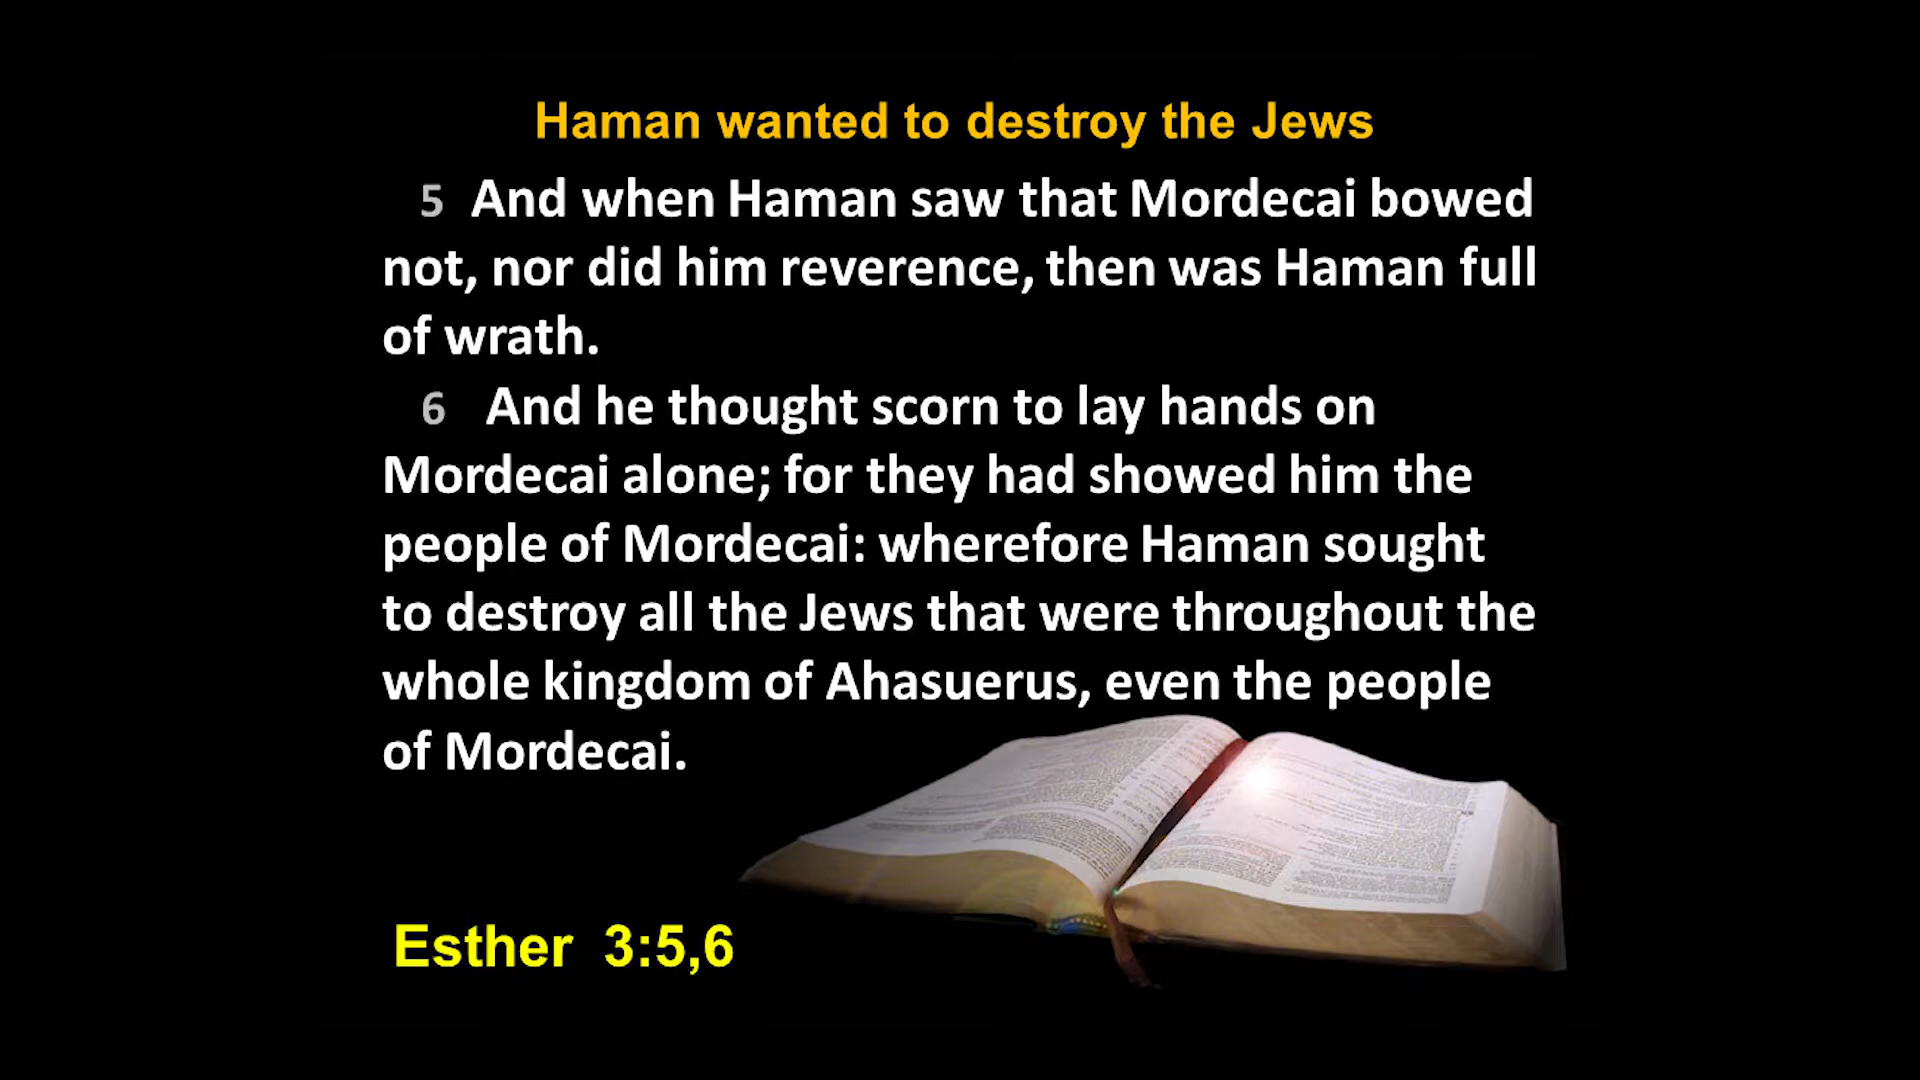 Haman wanted to destroy the Jews
5 And when Haman saw that Mordecai bowed
not, nor did him reverence, then was Haman full
of wrath.
6 And he thought scorn to lay hands on
Mordecai alone; for they had showed him the
people of Mordecai: wherefore Haman sought
to destroy all the Jews that were throughout the
whole kingdom of Ahasuerus, even the people
of Mordecai.
Esther 3:5,6